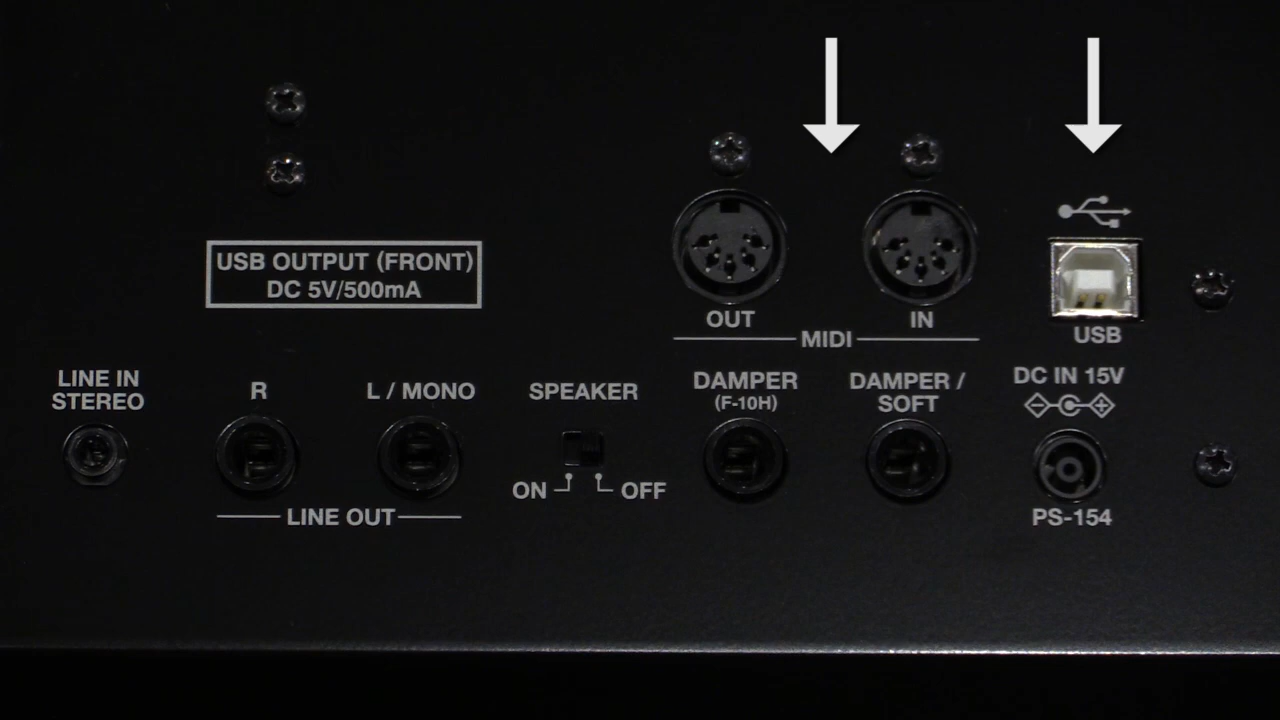 USB OUTPUT (FRONT)
DC 5V/500mA
OUT
IN
MIDI
USB
LINE IN
STEREO
R
L / MONO
LINE OUT
SPEAKER
ON
OFF
DAMPER
(F-10H)
DAMPER /
SOFT
DC IN 15V
PS-154